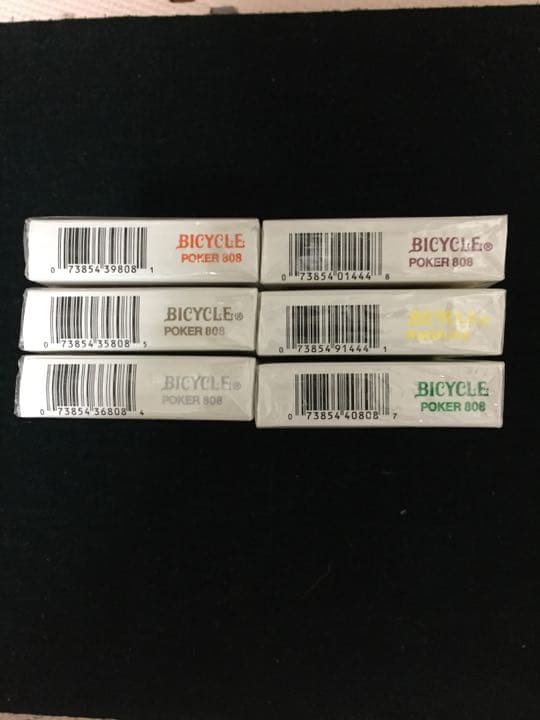 BICYCLE
POKER 808
0 73854 39808 1
BICYCLE®
POKER 808
0 73854 01444 8
BICYCLE®
POKER 808
0 73854 35808 5
BICYCLE®
0 73854 91444 1
BICYCLE®
POKER 808
0 73854 36808 4
BICYCLE
POKER 808
0 73854 40808 7